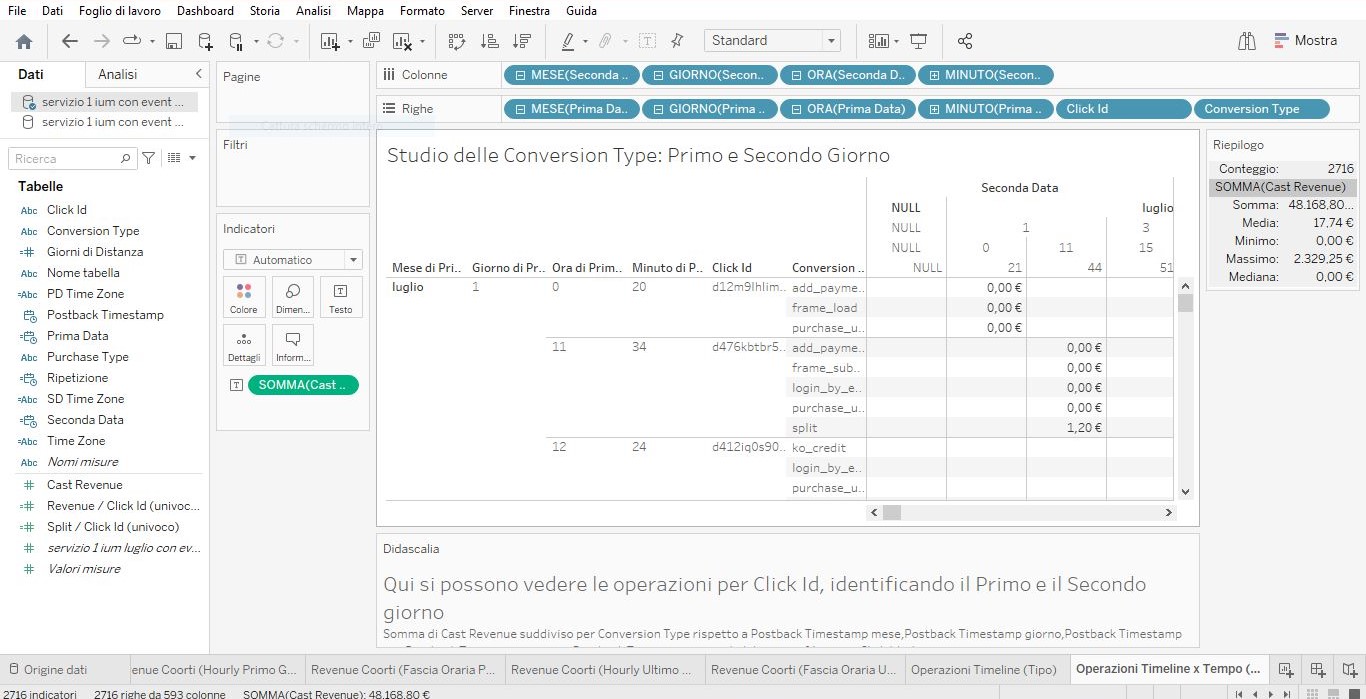 File Dati Foglio di lavoro Dashboard Storia Analisi Mappa Formato Server Finestra Guida
Standard
Mostra
Dati Analisi
servizio 1 ium con event ...
servizio 1 ium con event ...
Ricerca
Tabelle
Abc Click Id
Abc Conversion Type
Giorni di Distanza
Abc Nome tabella
=Abc PD Time Zone
Postback Timestamp
Prima Data
Abc Purchase Type
Ripetizione
=Abc SD Time Zone
Seconda Data
=Abc Time Zone
Abc Nomi misure
Cast Revenue
Revenue / Click Id (univoc...
Split / Click Id (univoco)
servizio 1 ium luglio con ev...
Valori misure
Pagine
Cattura schermo intero
Filtri
Indicatori
Automatico
Colore Dimen... Testo
Dettagli Inform...
SOMMA(Cast ..
Colonne MESE(Seconda .. GIORNO(Secon.. ORA(Seconda D.. MINUTO(Secon..
Righe MESE(Prima Da.. GIORNO(Prima .. ORA(Prima Data) MINUTO(Prima .. Click Id Conversion Type
Studio delle Conversion Type: Primo e Secondo Giorno
Seconda Data
NULL luglio
NULL 1 3
NULL 0 11 15
Mese di Pri.. Giorno di Pr.. Ora di Prim.. Minuto di P.. Click Id Conversion .. NULL 21 44 51
luglio 1 0 20 d12m9lhlim.. add_payme.. 0,00 €
frame_load 0,00 €
purchase_u.. 0,00 €
11 34 d476kbtbr5.. add_payme.. 0,00 €
frame_sub.. 0,00 €
login_by_e.. 0,00 €
purchase_u.. 0,00 €
split 1,20 €
12 24 d412iq0s90.. ko_credit
login_by_e..
purchase_u..
Riepilogo
Conteggio: 2716
SOMMA(Cast Revenue)
Somma: 48.168,80...
Media: 17,74 €
Minimo: 0,00 €
Massimo: 2.329,25 €
Mediana: 0,00 €
Didascalia
Qui si possono vedere le operazioni per Click Id, identificando il Primo e il Secondo
giorno
Somma di Cast Revenue suddiviso per Conversion Type rispetto a Postback Timestamp mese,Postback Timestamp giorno,Postback Timestamp
Origine dati enue Coorti (Hourly Primo G... Revenue Coorti (Fascia Oraria P... Revenue Coorti (Hourly Ultimo ... Revenue Coorti (Fascia Oraria U... Operazioni Timeline (Tipo) Operazioni Timeline x Tempo (...
2716 indicatori 2716 righe da 593 colonne SOMMA(Cast Revenue): 48.168,80 €